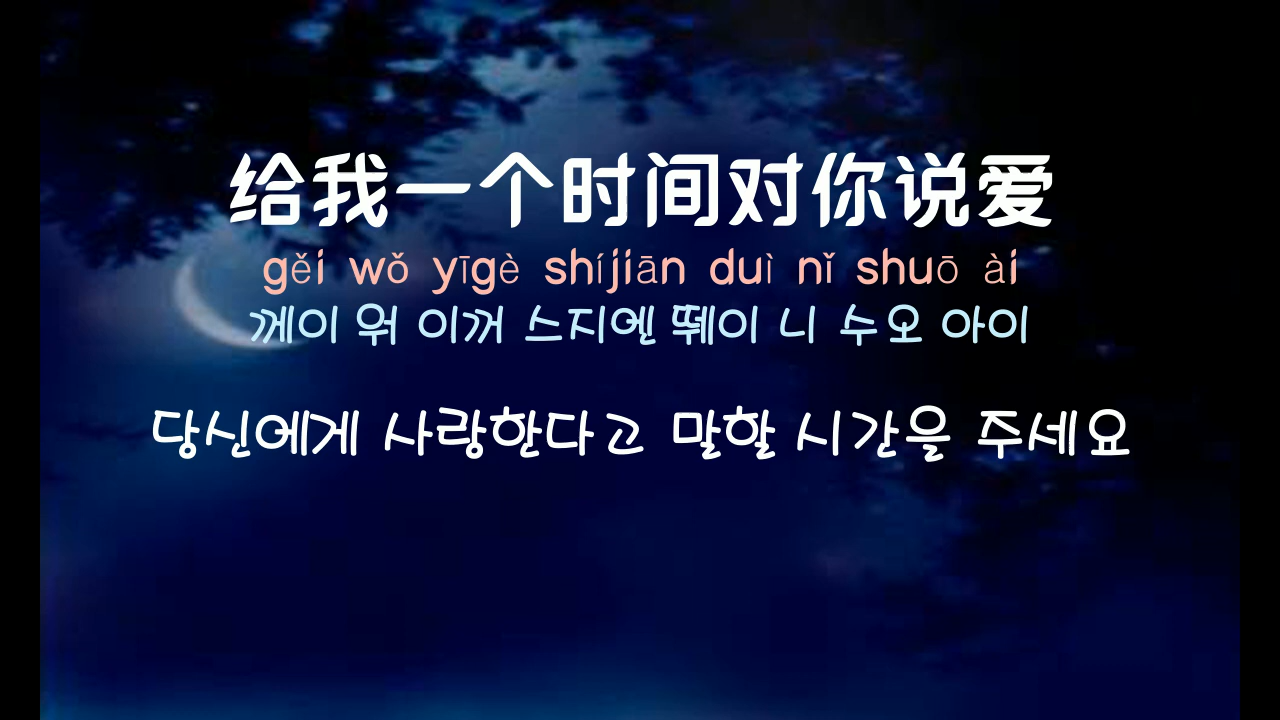 给我一个时间对你说爱
gěi wǒ yīgè shíjiān duì nǐ shuō ài
께이 워 이꺼 스지엔 뛔이 니 수오 아이
당신에게 사랑한다고 말할 시간을 주세요